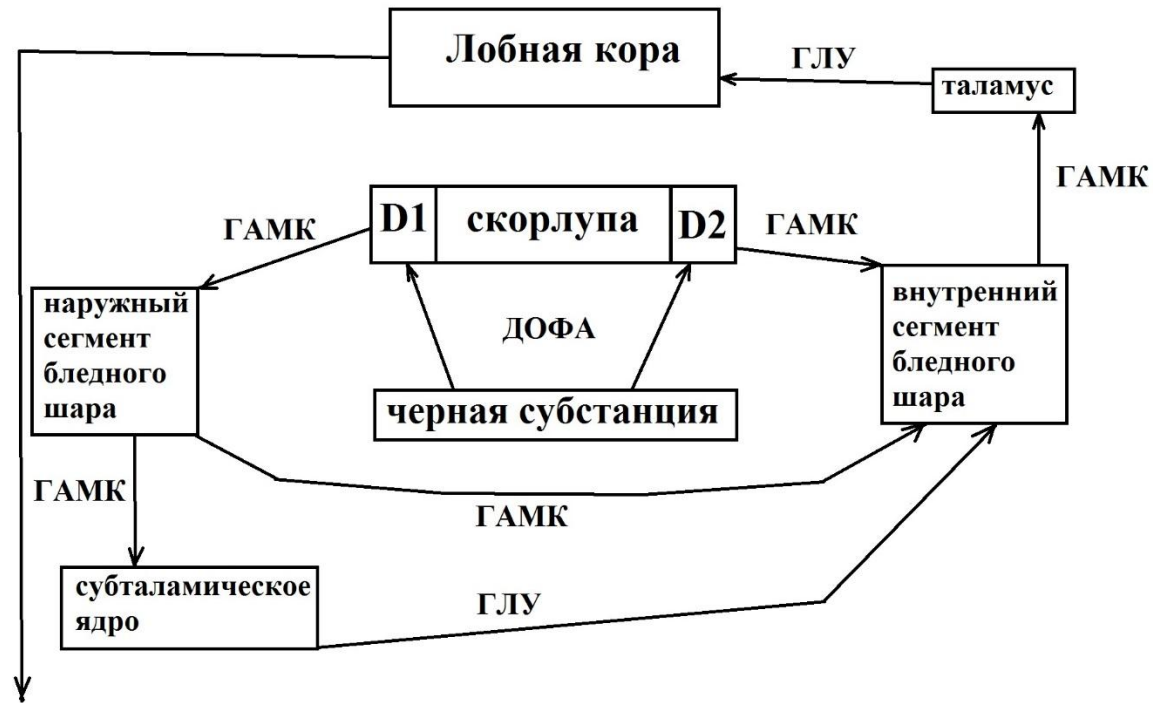 Лобная кора
ГЛУ
таламус
ГАМК
D1 скорлупа D2
ГАМК
ГАМК
наружный
сегмент
бледного
шара
ДОФА
внутренний
сегмент
бледного
шара
черная субстанция
ГАМК
ГАМК
субталамическое
ядро
ГЛУ